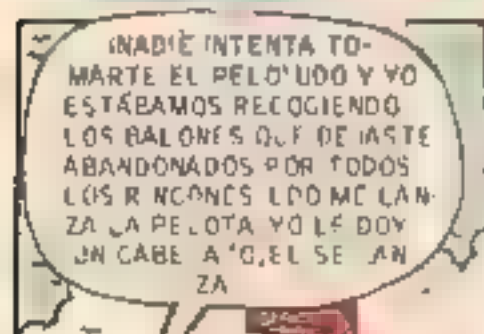 ¡NADIE INTENTA TO-
MARTE EL PELO! UDO Y YO
ESTÁBAMOS RECOGIENDO
LOS BALONES QUE DEJASTE
ABANDONADOS POR TODOS
LOS RINCONES. UDO ME LAN-
ZA LA PELOTA, YO LE DOY
UN CABEZAZO, ÉL SE LAN
ZA